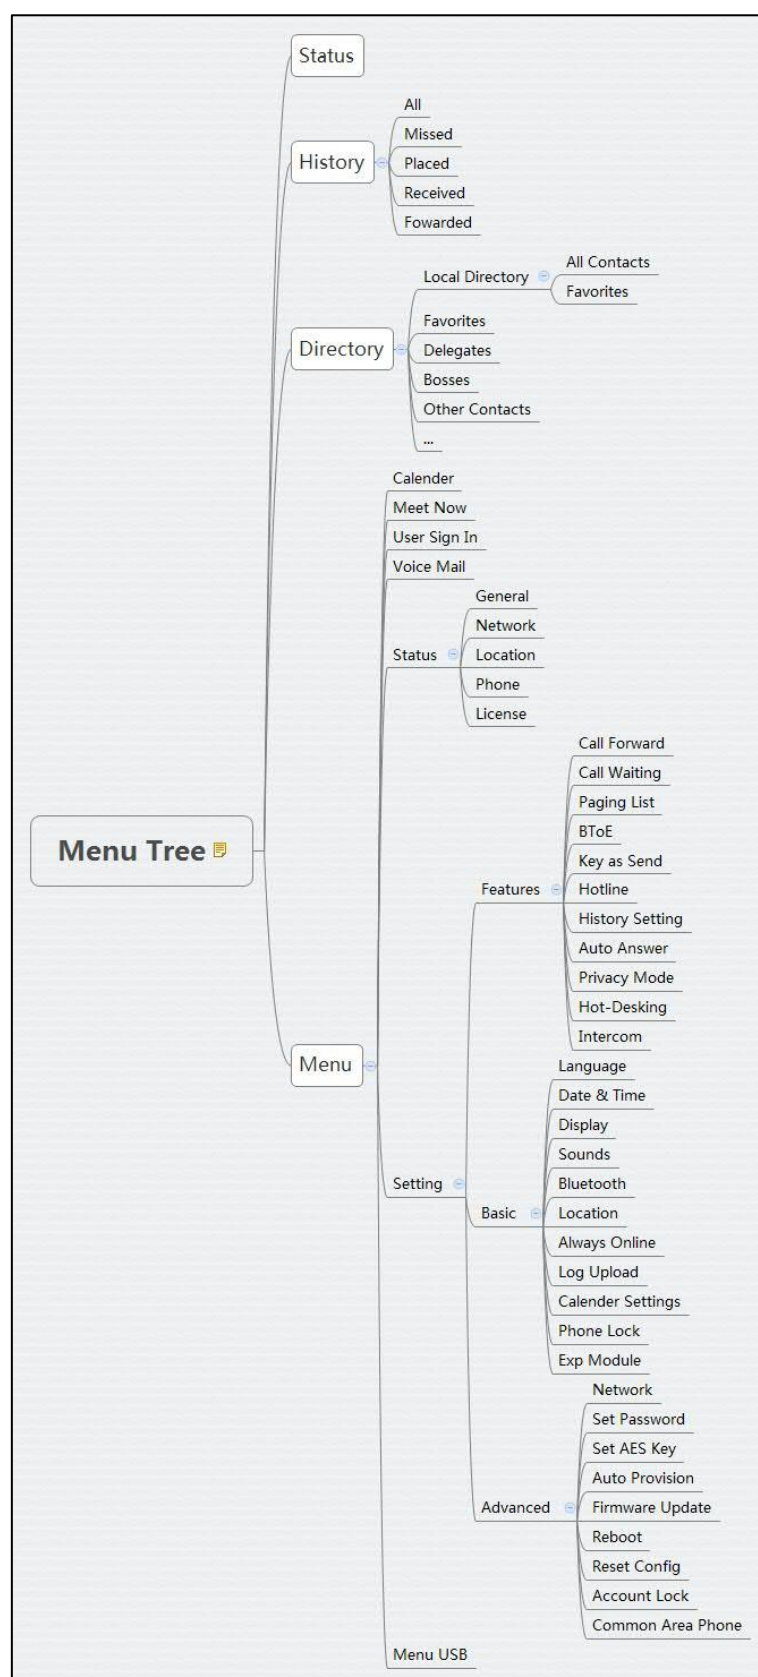 Status
All
Missed
History
Placed
Received
Fowarded
All Contacts
Local Directory
Favorites
Favorites
Directory
Delegates
Bosses
Other Contacts
...
Calender
Meet Now
User Sign In
Voice Mail
General
Network
Status
Location
Phone
License
Call Forward
Call Waiting
Paging List
Menu Tree
BToE
Key as Send
Features
Hotline
History Setting
Auto Answer
Privacy Mode
Hot-Desking
Intercom
Menu
Language
Date & Time
Display
Sounds
Setting
Bluetooth
Basic
Location
Always Online
Log Upload
Calender Settings
Phone Lock
Exp Module
Network
Set Password
Set AES Key
Auto Provision
Advanced
Firmware Update
Reboot
Reset Config
Account Lock
Common Area Phone
Menu USB